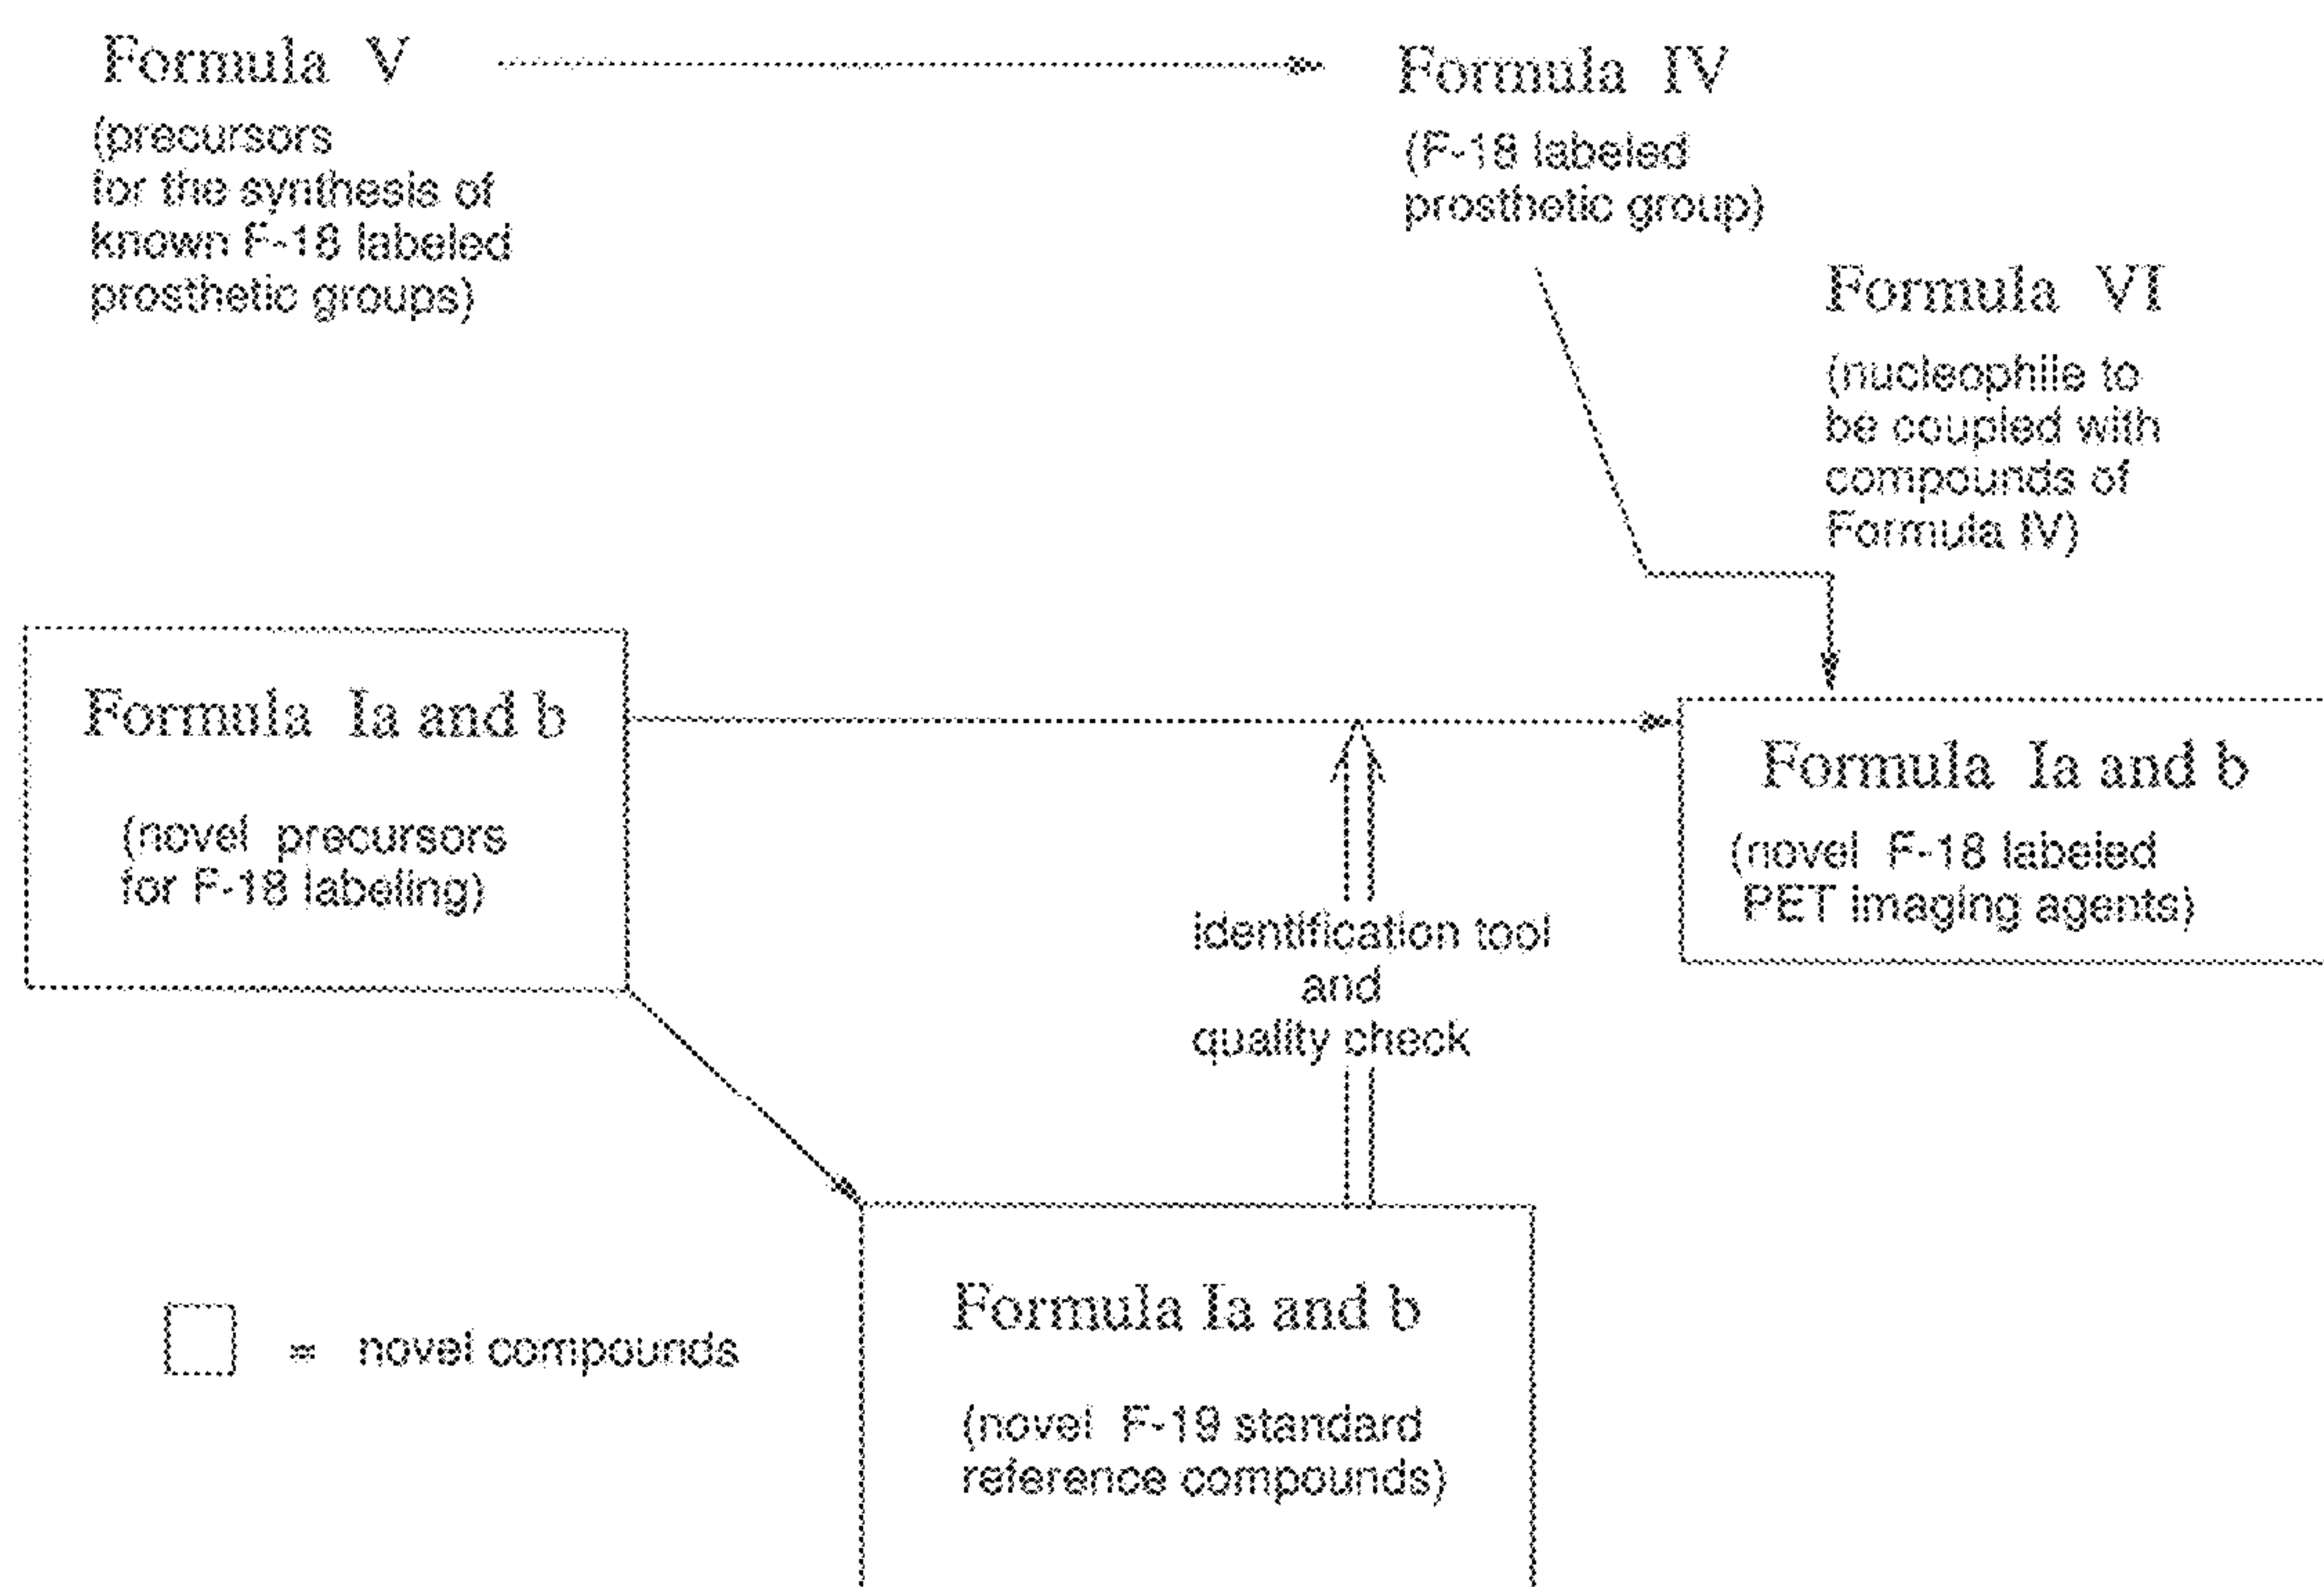 Formula V
(precursors
for the synthesis of
known F-18 labeled
prosthetic groups)
Formula IV
(F-18 labeled
prosthetic group)
Formula VI
(nucleophile to
be coupled with
compounds of
Formula IV)
Formula Ia and b
(novel precursors
for F-18 labeling)
Formula Ia and b
(novel F-18 labeled
PET imaging agents)
identification tool
and
quality check
Formula Ia and b
(novel F-19 standard
reference compounds)
= novel compounds